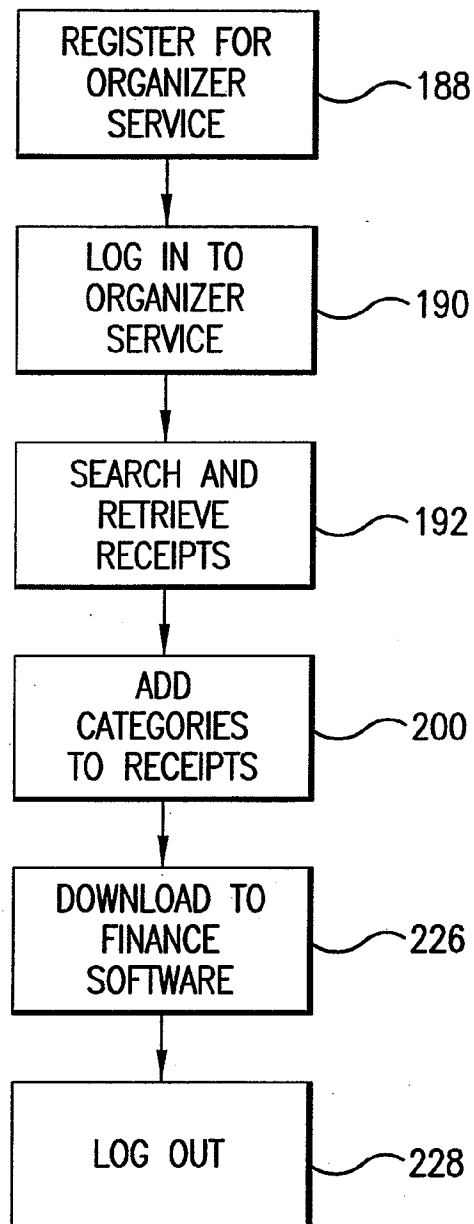 REGISTER FOR
ORGANIZER
SERVICE
188
LOG IN TO
ORGANIZER
SERVICE
190
SEARCH AND
RETRIEVE
RECEIPTS
192
ADD
CATEGORIES
TO RECEIPTS
200
DOWNLOAD TO
FINANCE
SOFTWARE
226
LOG OUT
228